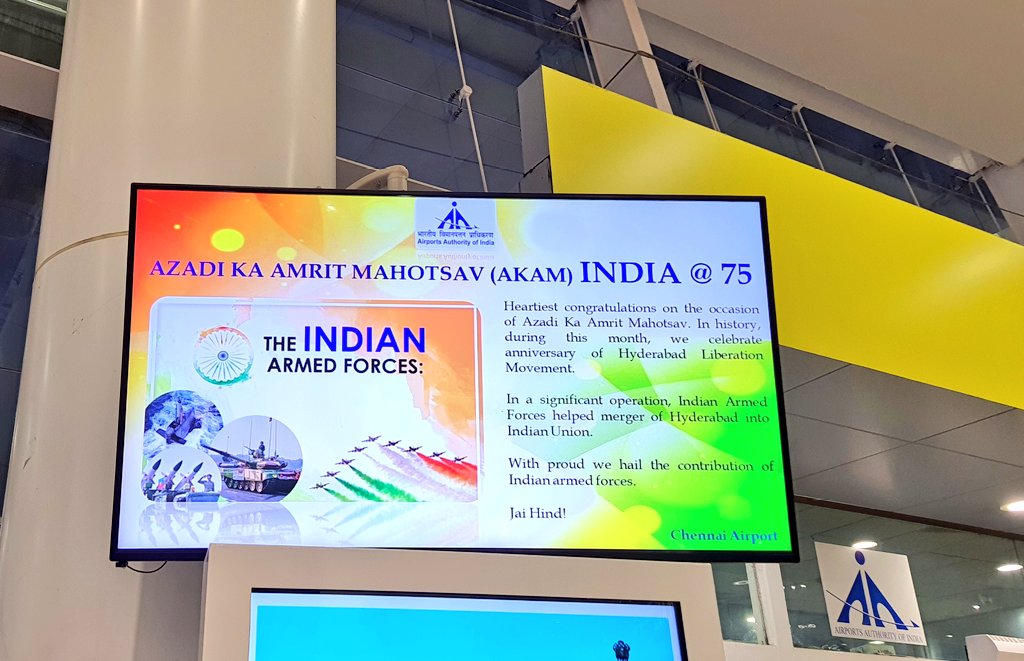 भारतीय विमानपत्तन प्राधिकरण
Airports Authority of India
AZADI KA AMRIT MAHOTSAV (AKAM) INDIA @ 75
THE INDIAN
ARMED FORCES:
Heartiest congratulations on the occasion
of Azadi Ka Amrit Mahotsav. In history,
during this month, we celebrate
anniversary of Hyderabad Liberation
Movement.
In a significant operation, Indian Armed
Forces helped merger of Hyderabad into
Indian Union.
With proud we hail the contribution of
Indian armed forces.
Jai Hind!
Chennai Airport
AIRPORTS AUTHORITY OF INDIA